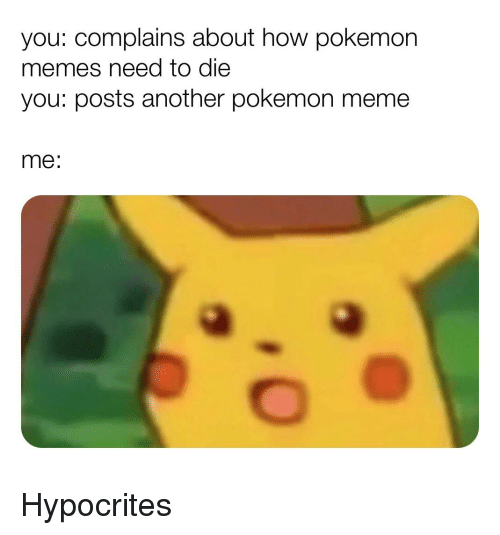 you: complains about how pokemon
memes need to die
you: posts another pokemon meme
me:
Hypocrites